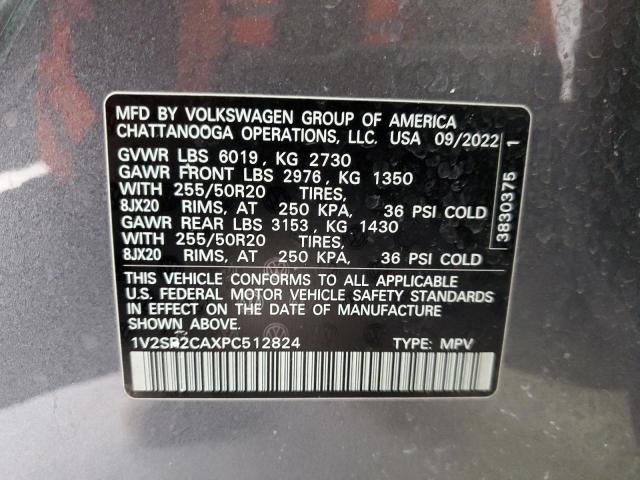 MFD BY VOLKSWAGEN GROUP OF AMERICA
CHATTANOOGA OPERATIONS, LLC. USA 09/2022
GVWR LBS 6019, KG 2730
GAWR FRONT LBS 2976, KG 1350
WITH 255/50R20 TIRES,
8JX20 RIMS, AT 250 KPA, 36 PSI COLD
GAWR REAR LBS 3153, KG 1430
WITH 255/50R20 TIRES,
8JX20 RIMS, AT 250 KPA, 36 PSI COLD
THIS VEHICLE CONFORMS TO ALL APPLICABLE
U.S. FEDERAL MOTOR VEHICLE SAFETY STANDARDS
IN EFFECT ON THE DATE OF MANUFACTURE
SHOWN ABOVE.
1V2SR2CAXPC512824 TYPE: MPV
3830375 1